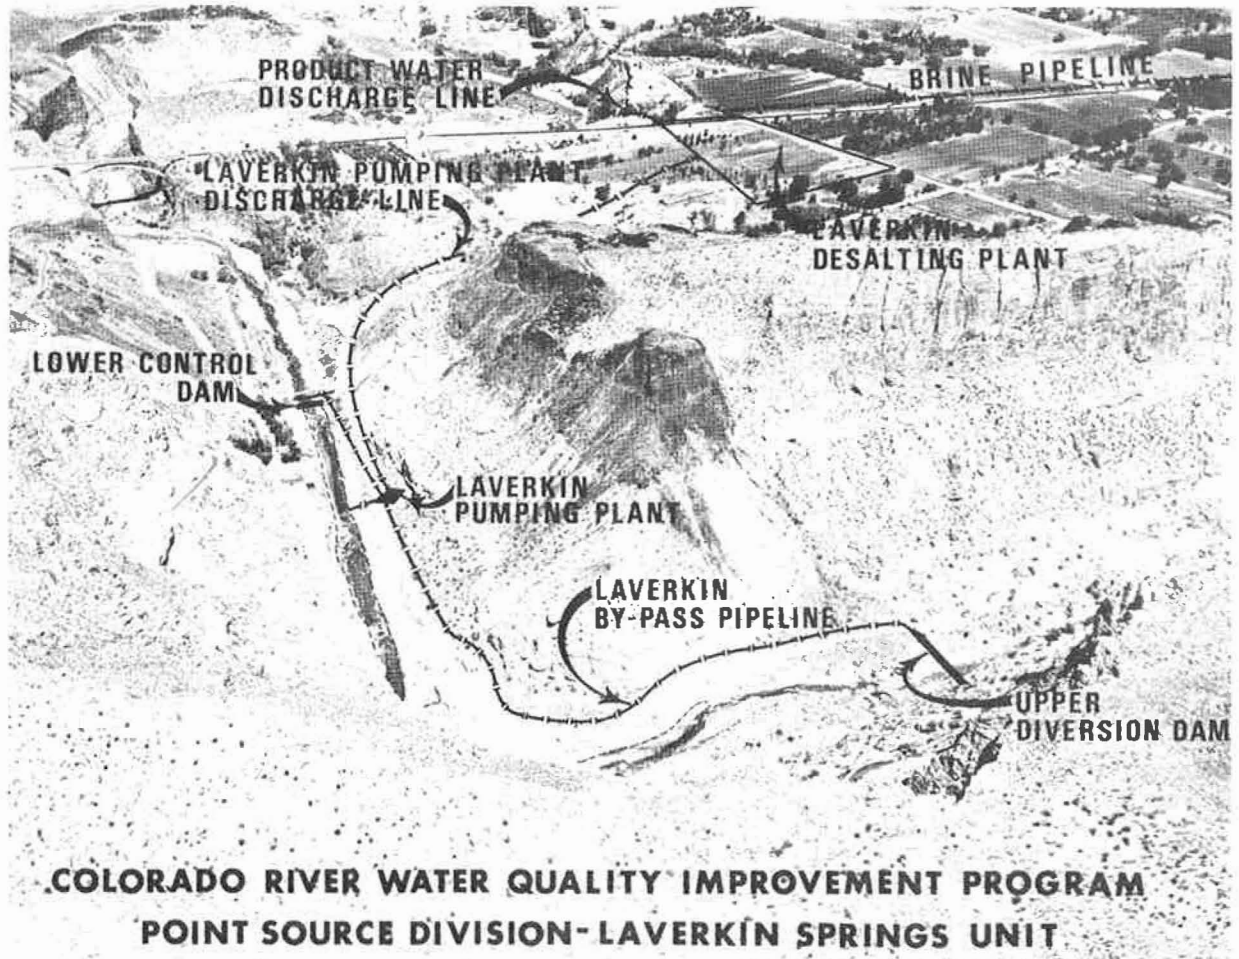 PRODUCT WATER
DISCHARGE LINE
BRINE PIPELINE
LAVERKIN PUMPING PLANT
DISCHARGE LINE
LAVERKIN
DESALTING PLANT
LOWER CONTROL
DAM
LAVERKIN
PUMPING PLANT
LAVERKIN
BY-PASS PIPELINE
UPPER
DIVERSION DAM
COLORADO RIVER WATER QUALITY IMPROVEMENT PROGRAM
POINT SOURCE DIVISION-LAVERKIN SPRINGS UNIT